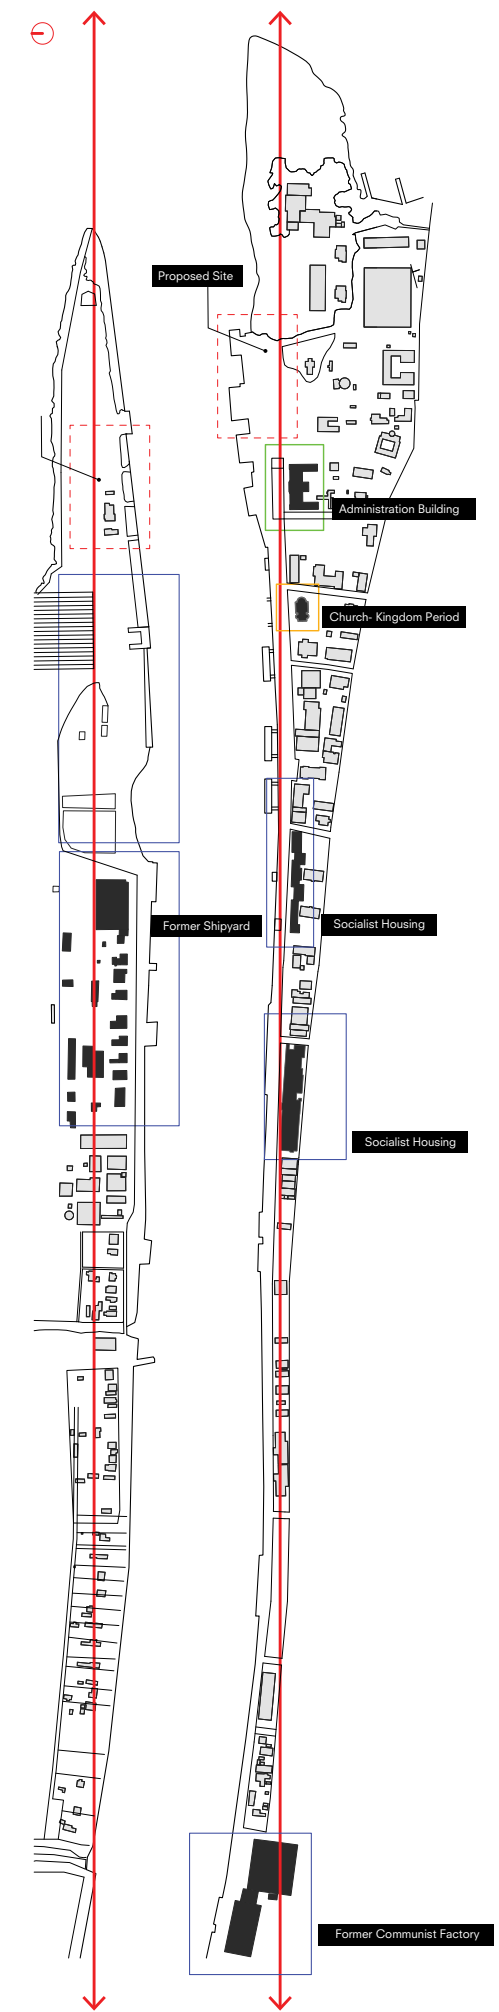 Proposed Site
Administration Building
Church- Kingdom Period
Former Shipyard
Socialist Housing
Socialist Housing
Former Communist Factory